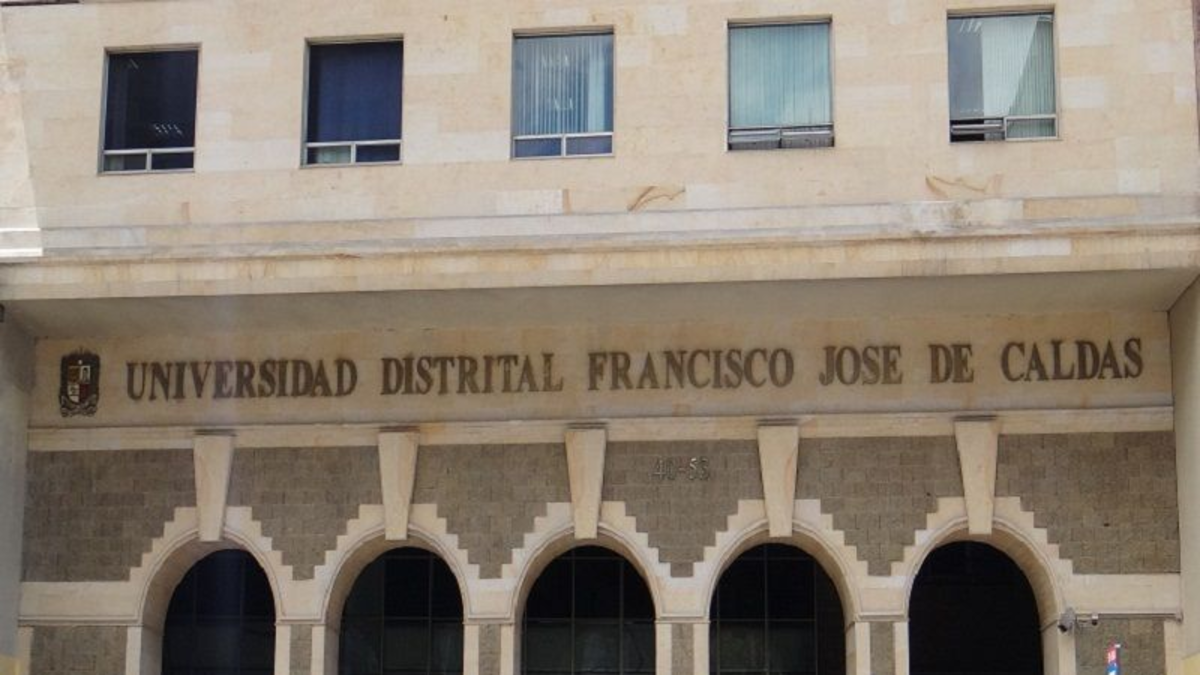 UNIVERSIDAD DISTRITAL FRANCISCO JOSE DE CALDAS
40-53